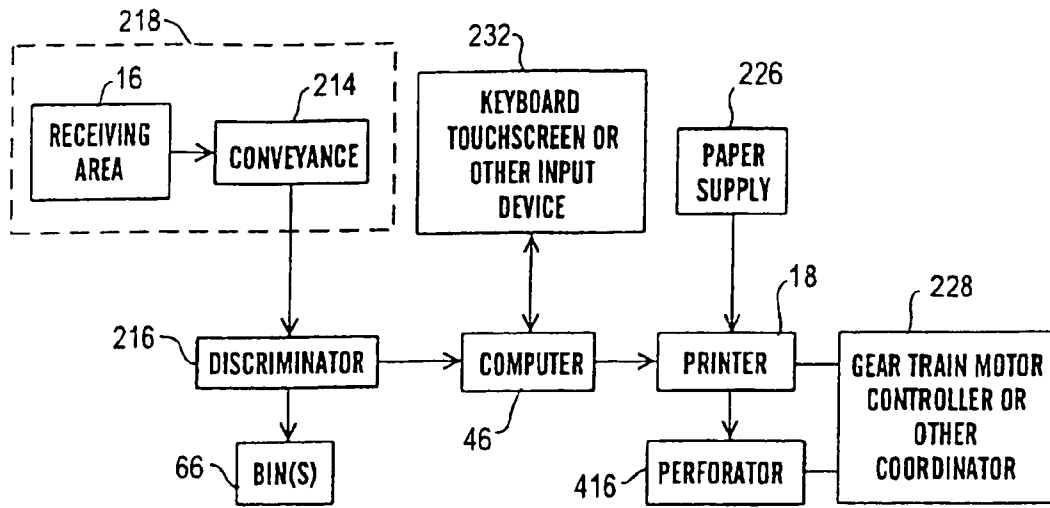 218
16
214
RECEIVING
AREA
CONVEYANCE
232
KEYBOARD
TOUCHSCREEN OR
OTHER INPUT
DEVICE
226
PAPER
SUPPLY
216
DISCRIMINATOR
COMPUTER
46
18
PRINTER
228
GEAR TRAIN MOTOR
CONTROLLER OR
OTHER
COORDINATOR
66
BIN(S)
416
PERFORATOR